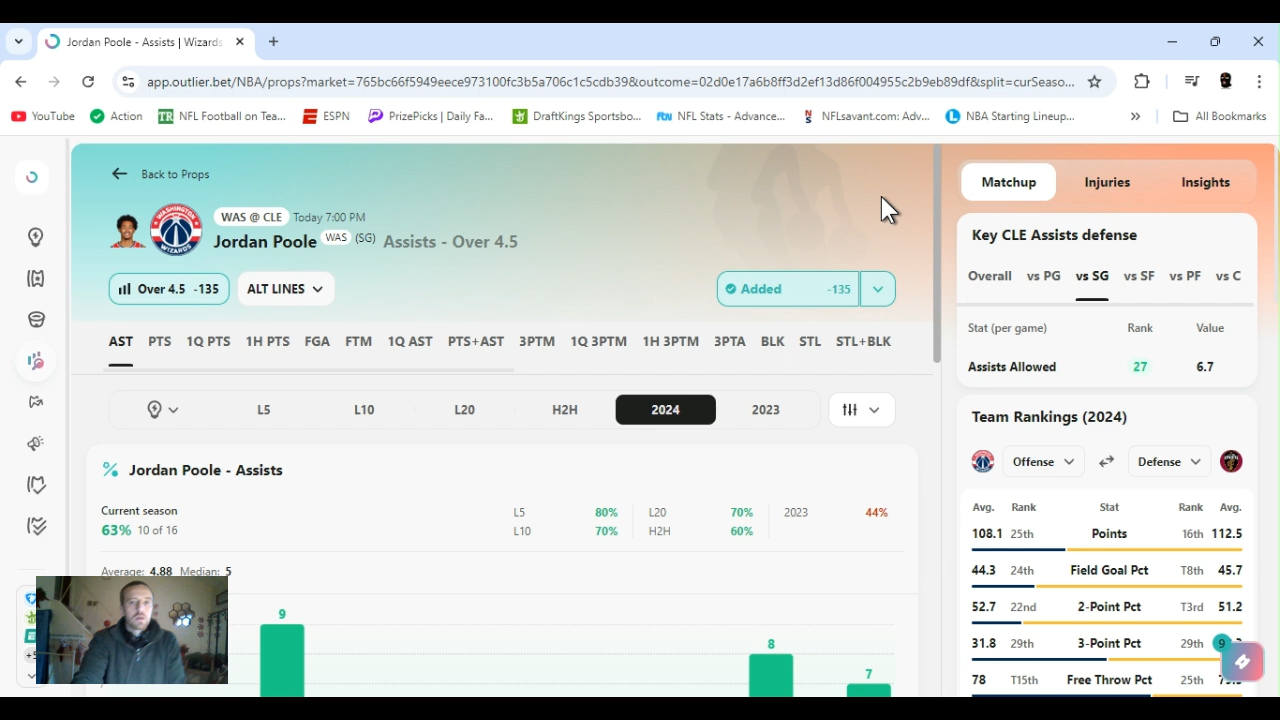 Jordan Poole - Assists | Wizards
app.outlier.bet/NBA/props?market=765bc66f5949eece973100fc3b5a706c1c5cdb39&outcome=02d0e17a6b8ff3d2ef13d86f004955c2b9eb89df&split=curSeaso...
YouTube Action NFL Football on Tea... ESPN PrizePicks | Daily Fa... DraftKings Sportsbo... NFL Stats - Advance... NFLsavant.com: Adv... NBA Starting Lineup... » All Bookmarks
Back to Props
WAS @ CLE Today 7:00 PM
Jordan Poole WAS (SG) Assists - Over 4.5
Over 4.5 -135 ALT LINES Added -135
AST PTS 1Q PTS 1H PTS FGA FTM 1Q AST PTS+AST 3PTM 1Q 3PTM 1H 3PTM 3PTA BLK STL STL+BLK
L5 L10 L20 H2H 2024 2023
Jordan Poole - Assists
Current season
63% 10 of 16
L5 80% L20 70% 2023 44%
L10 70% H2H 60%
Average: 4.88 Median: 5
9
8
7
Matchup Injuries Insights
Key CLE Assists defense
Overall vs PG vs SG vs SF vs PF vs C
Stat (per game) Rank Value
Assists Allowed 27 6.7
Team Rankings (2024)
Offense Defense
Avg. Rank Stat Rank Avg.
108.1 25th Points 16th 112.5
44.3 24th Field Goal Pct T8th 45.7
52.7 22nd 2-Point Pct T3rd 51.2
31.8 29th 3-Point Pct 29th
9
78 T15th Free Throw Pct 25th